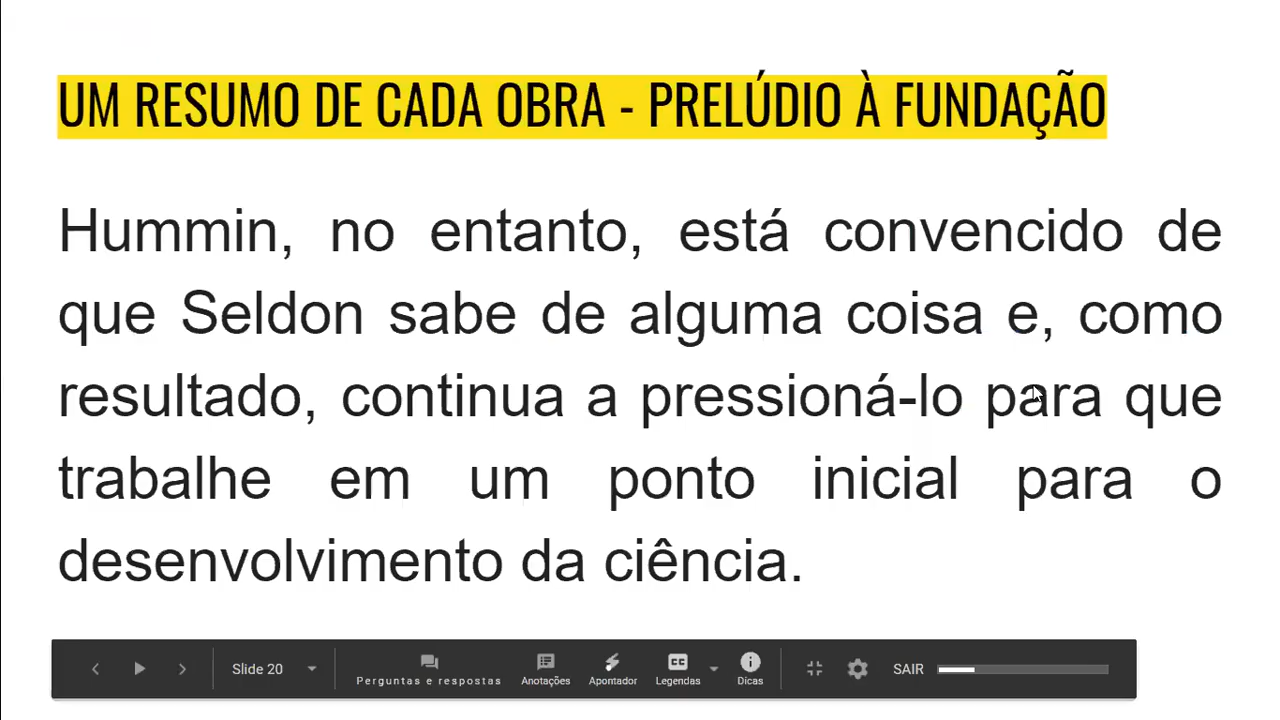 UM RESUMO DE CADA OBRA - PRELÚDIO À FUNDAÇÃO
Hummin, no entanto, está convencido de
que Seldon sabe de alguma coisa e, como
resultado, continua a pressioná-lo para que
trabalhe em um ponto inicial para o
desenvolvimento da ciência.
Slide 20
Perguntas e respostas
Anotações
Apontador
CC
Legendas
Dicas
SAIR